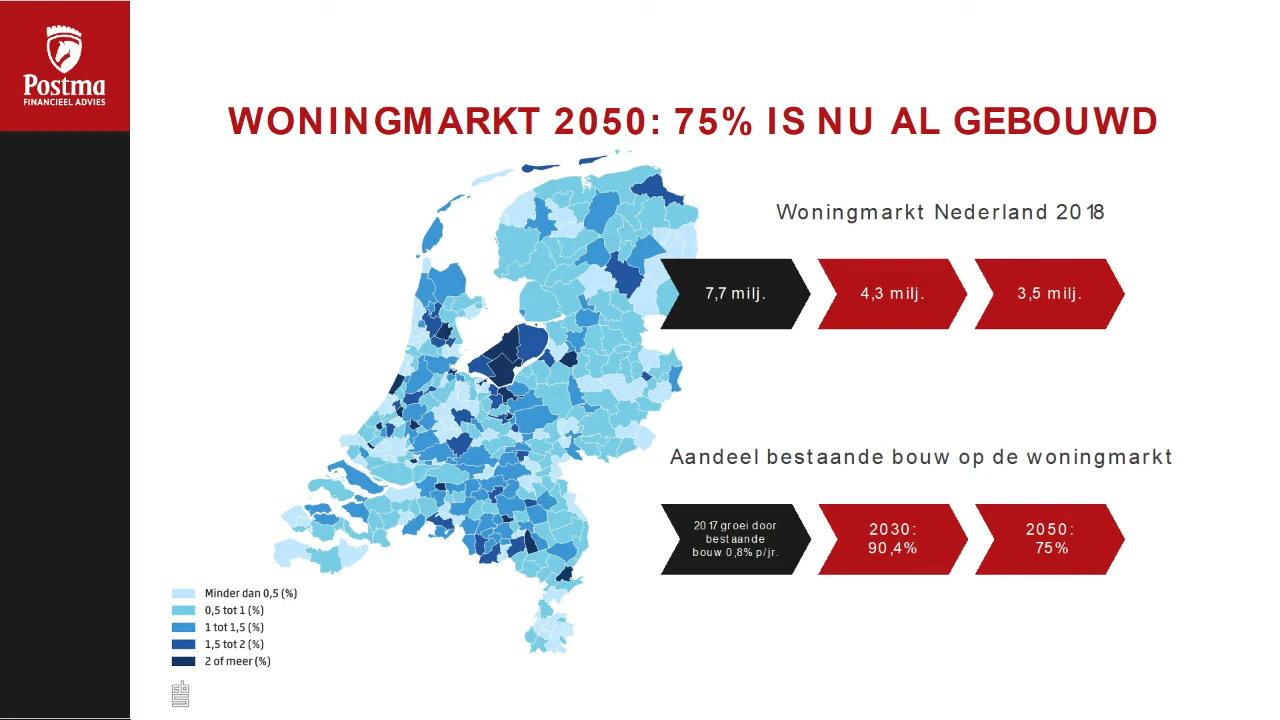 Postma
FINANCIEEL ADVIES
WONINGMARKT 2050: 75% IS NU AL GEBOUWD
Woningmarkt Nederland 2018
7,7 milj.
4,3 milj.
3,5 milj.
Aandeel bestaande bouw op de woningmarkt
2017 groei door
bestaande
bouw 0,8% p/jr.
2030:
90,4%
2050:
75%
Minder dan 0,5 (%)
0,5 tot 1 (%)
1 tot 1,5 (%)
1,5 tot 2 (%)
2 of meer (%)
cbs